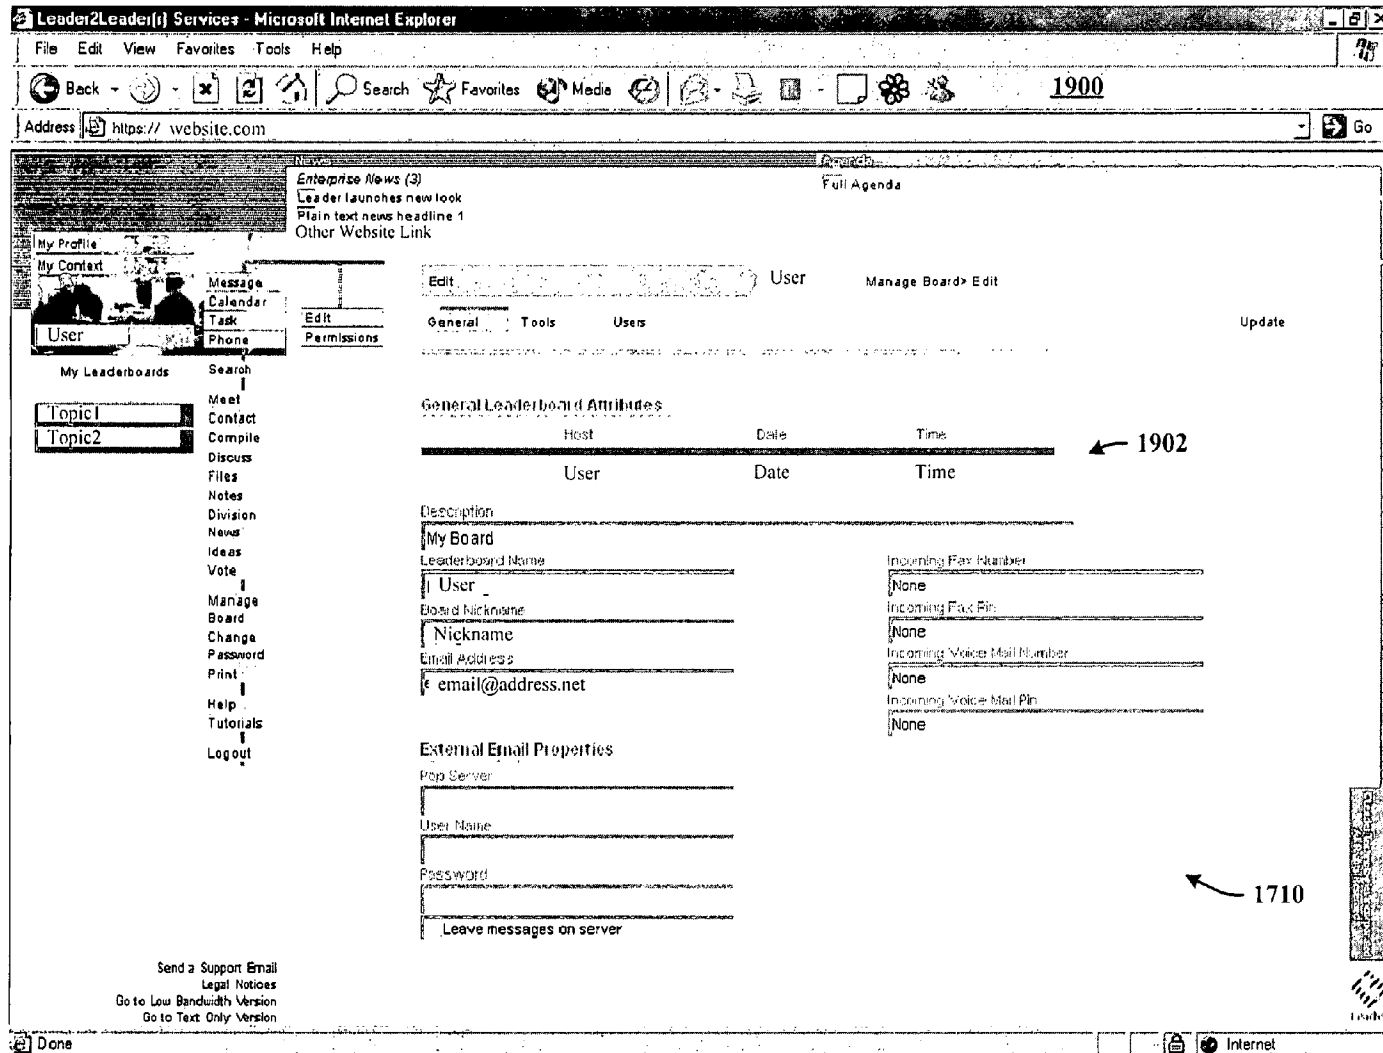 Leader2Leader(r) Services - Microsoft Internet Explorer
File Edit View Favorites Tools Help
Back Search Favorites Media 1900
Address https:// website.com Go
News Agenda
Enterprise News (3) Full Agenda
Leader launches new look
Plain text news headline 1
Other Website Link
My Profile
My Context
Message
Calendar
Task
Phone
User
Edit
Permissions
Edit User Manage Board> Edit
General Tools Users Update
My Leaderboards
Topic1
Topic2
Search
Meet
Contact
Compile
Discuss
Files
Notes
Division
News
Ideas
Vote
Manage
Board
Change
Password
Print
Help
Tutorials
Logout
General Leaderboard Attributes
Host Date Time
1902
User Date Time
Description
My Board
Leaderboard Name
User
Board Nickname
Nickname
Email Address
email@address.net
Incoming Fax Number
None
Incoming Fax Pin
None
Incoming Voice Mail Number
None
Incoming Voice Mail Pin
None
External Email Properties
Pop Server
User Name
Password
Leave messages on server
1710
Send a Support Email
Legal Notices
Go to Low Bandwidth Version
Go to Text Only Version
Done Internet